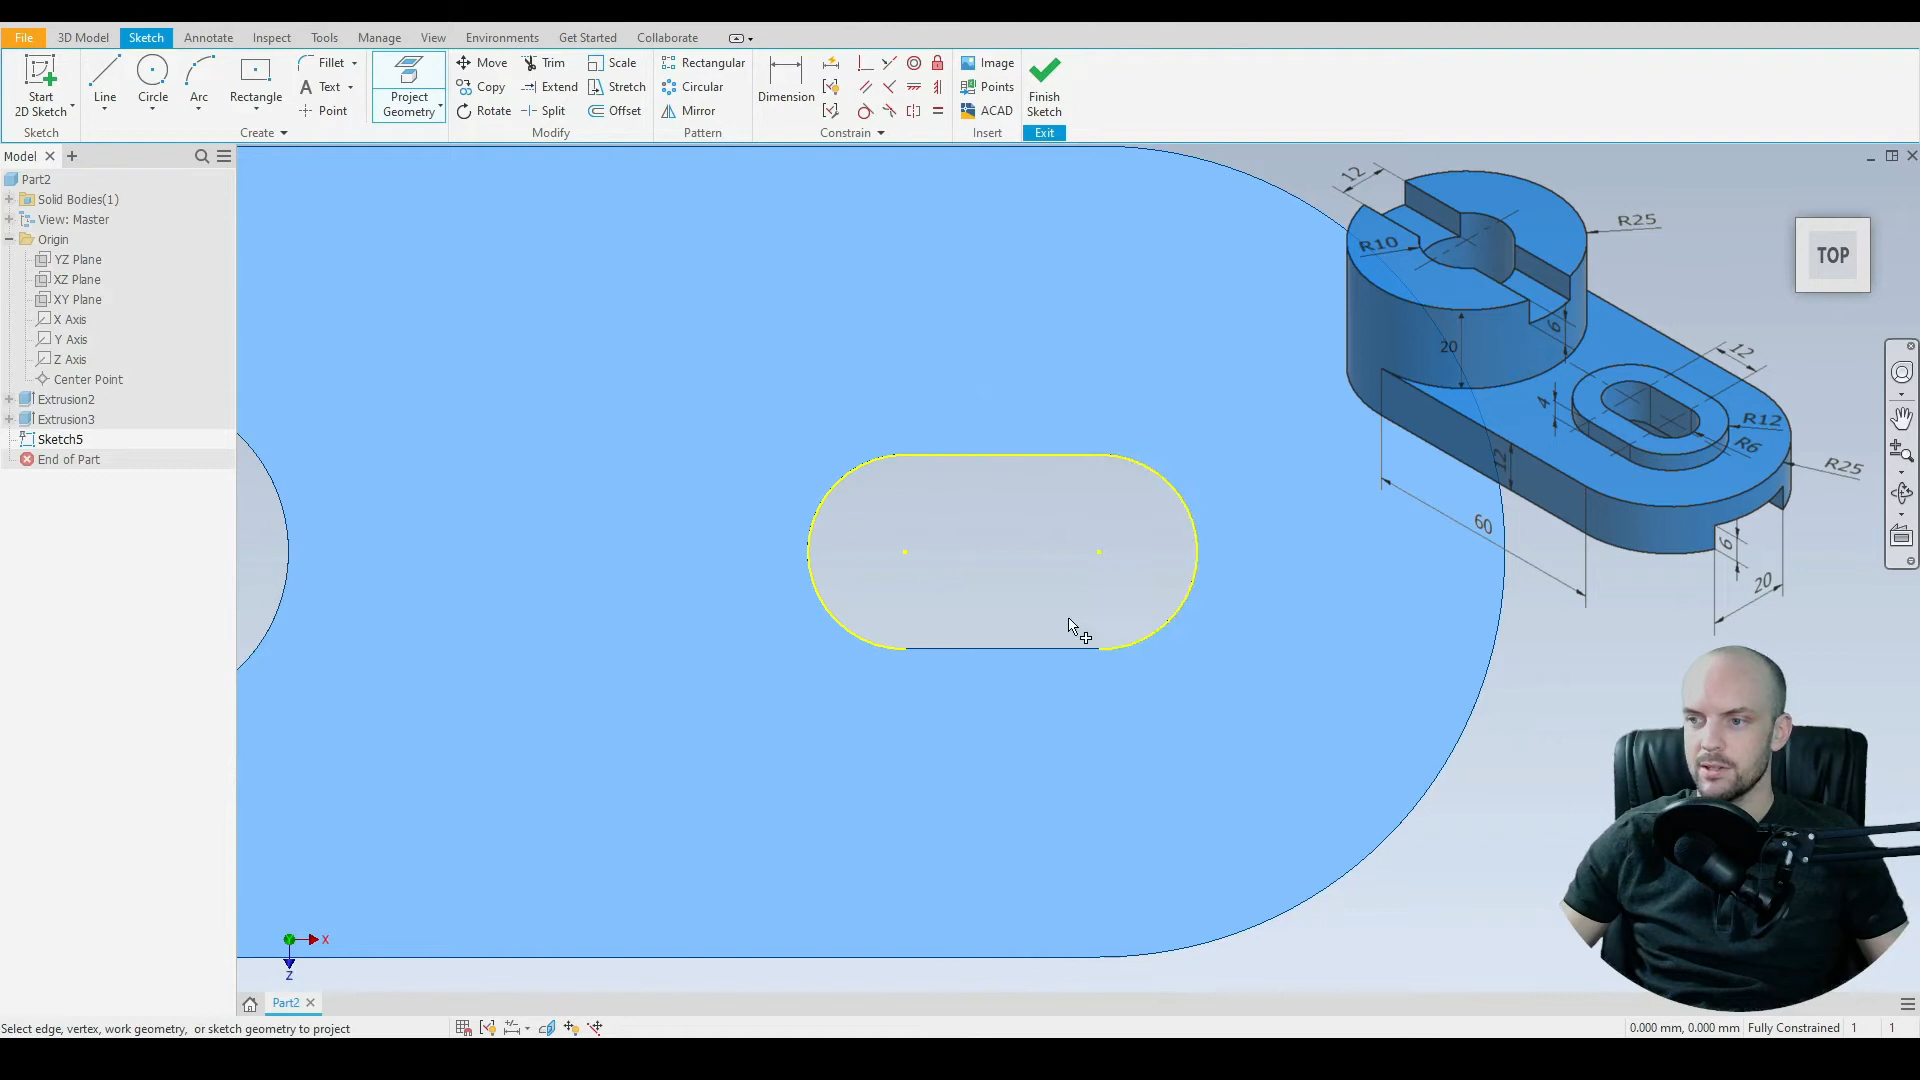 File 3D Model Sketch Annotate Inspect Tools Manage View Environments Get Started Collaborate
Start 2D Sketch
Line
Circle
Arc
Rectangle
Fillet
Text
Point
Project Geometry
Move
Copy
Rotate
Trim
Extend
Split
Scale
Stretch
Offset
Rectangular
Circular
Mirror
Dimension
Image
Points
ACAD
Finish Sketch
Sketch Create Modify Pattern Constrain Insert Exit
Model
Part2
Solid Bodies(1)
View: Master
Origin
YZ Plane
XZ Plane
XY Plane
X Axis
Y Axis
Z Axis
Center Point
Extrusion2
Extrusion3
Sketch5
End of Part
12
R25
R10
6
20
12
4
R12
R6
R25
12
60
6
20
TOP
X
Z
Part2
Select edge, vertex, work geometry, or sketch geometry to project
0.000 mm, 0.000 mm Fully Constrained 1 1